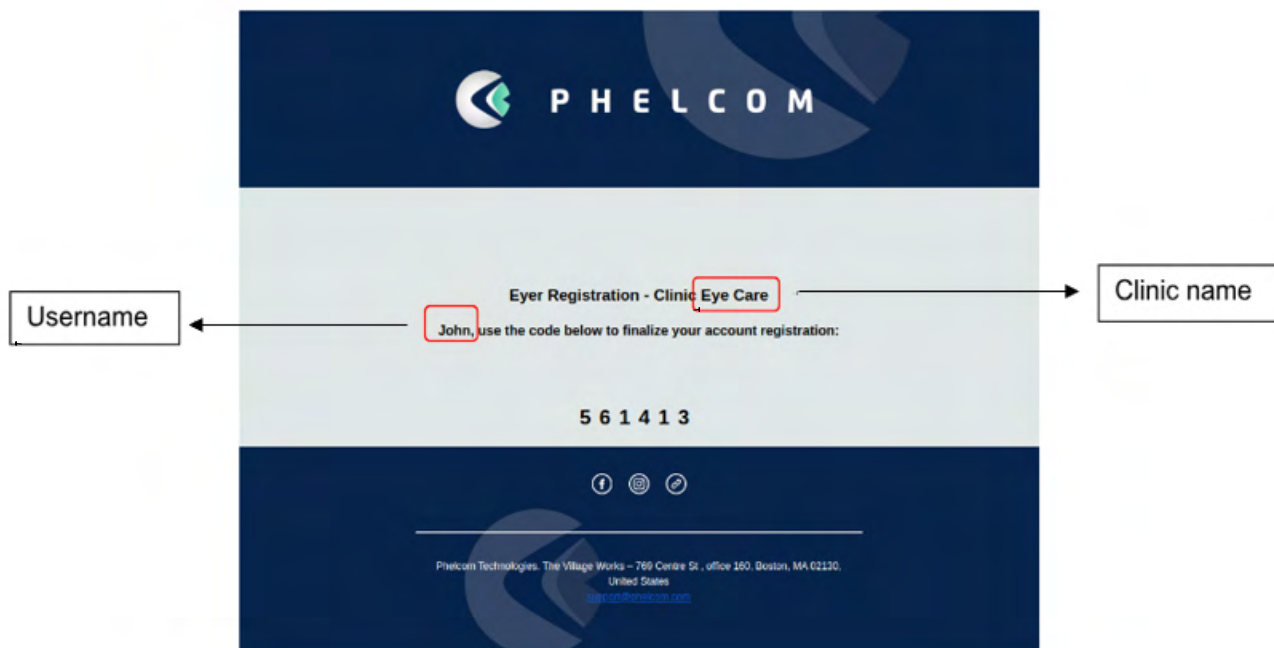 PHELCOM
Eyer Registration - Clinic Eye Care
Clinic name
Username
John, use the code below to finalize your account registration:
5 6 1 4 1 3
Phelcom Technologies. The Village Works – 769 Centre St , office 160, Boston, MA 02130,
United States
support@phelcom.com